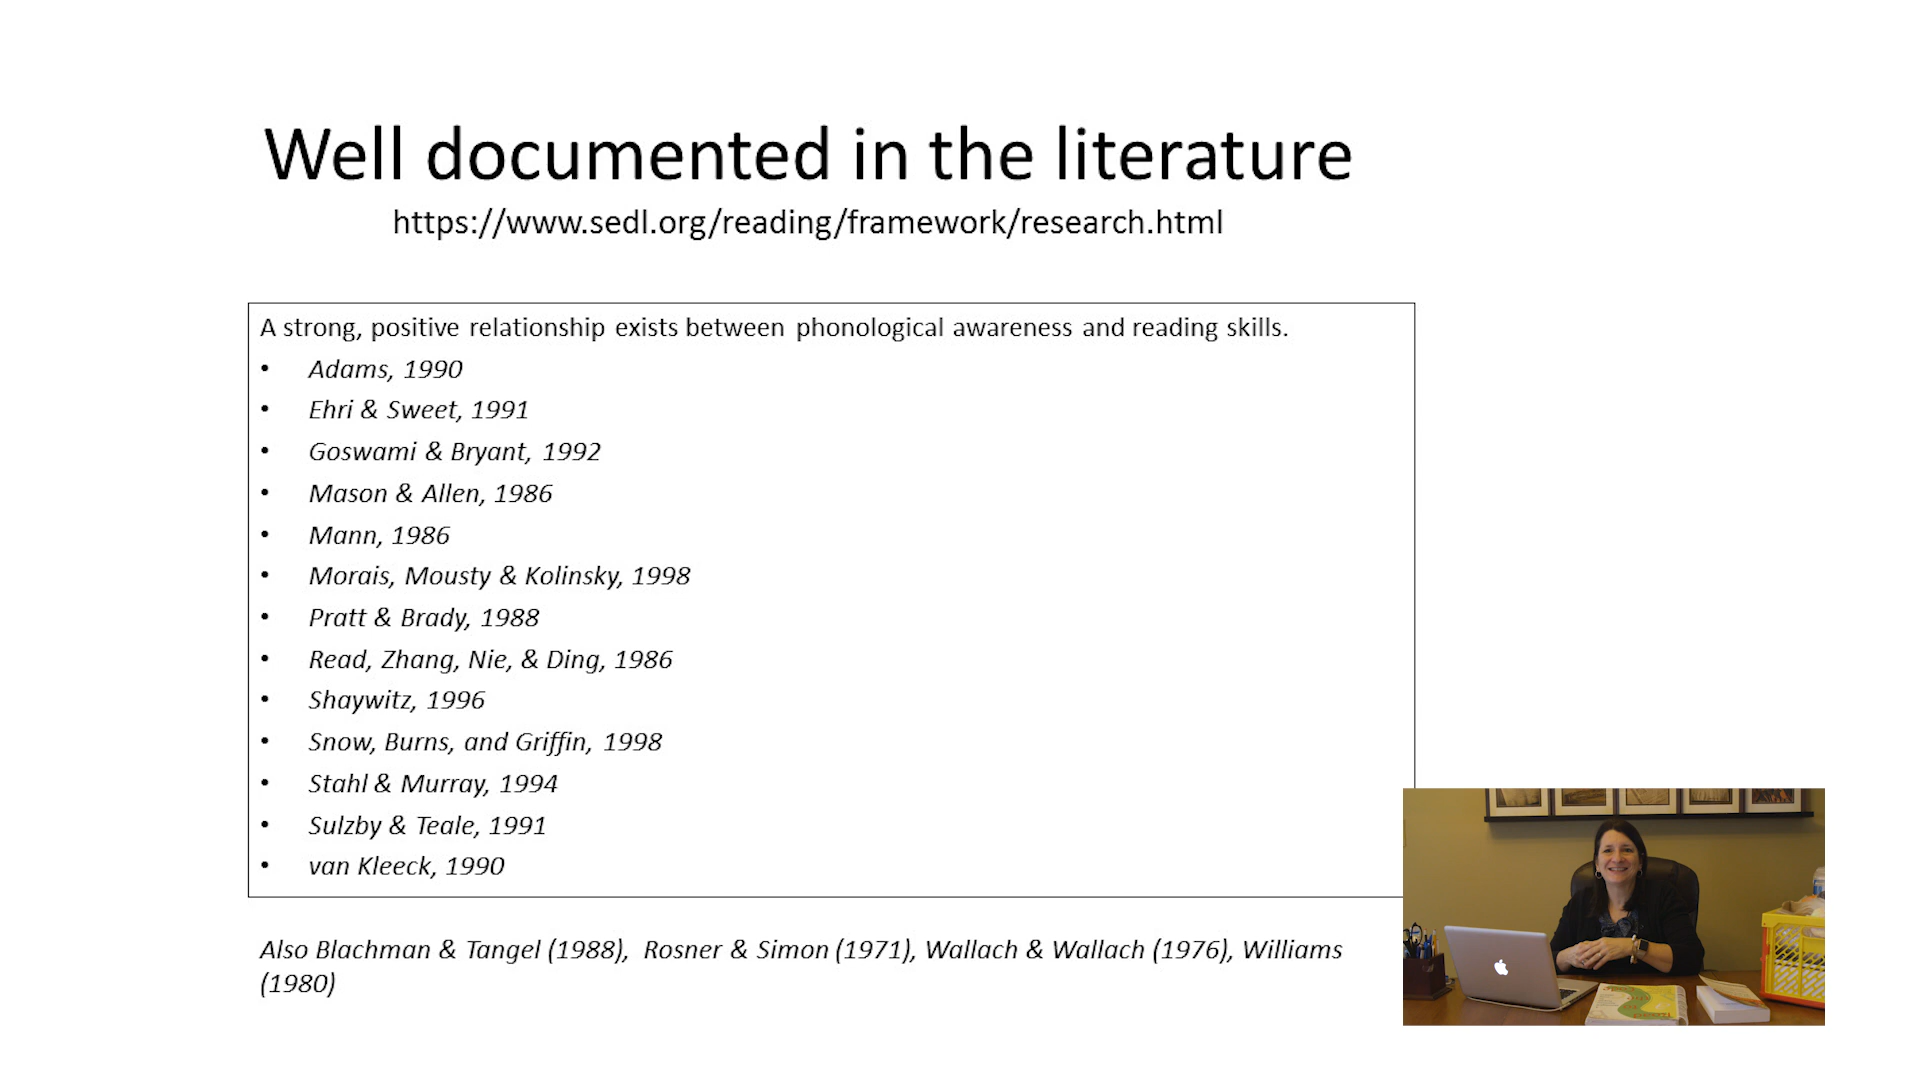 Well documented in the literature
https://www.sedl.org/reading/framework/research.html
A strong, positive relationship exists between phonological awareness and reading skills.
• Adams, 1990
• Ehri & Sweet, 1991
• Goswami & Bryant, 1992
• Mason & Allen, 1986
• Mann, 1986
• Morais, Mousty & Kolinsky, 1998
• Pratt & Brady, 1988
• Read, Zhang, Nie, & Ding, 1986
• Shaywitz, 1996
• Snow, Burns, and Griffin, 1998
• Stahl & Murray, 1994
• Sulzby & Teale, 1991
• van Kleeck, 1990
Also Blachman & Tangel (1988), Rosner & Simon (1971), Wallach & Wallach (1976), Williams
(1980)